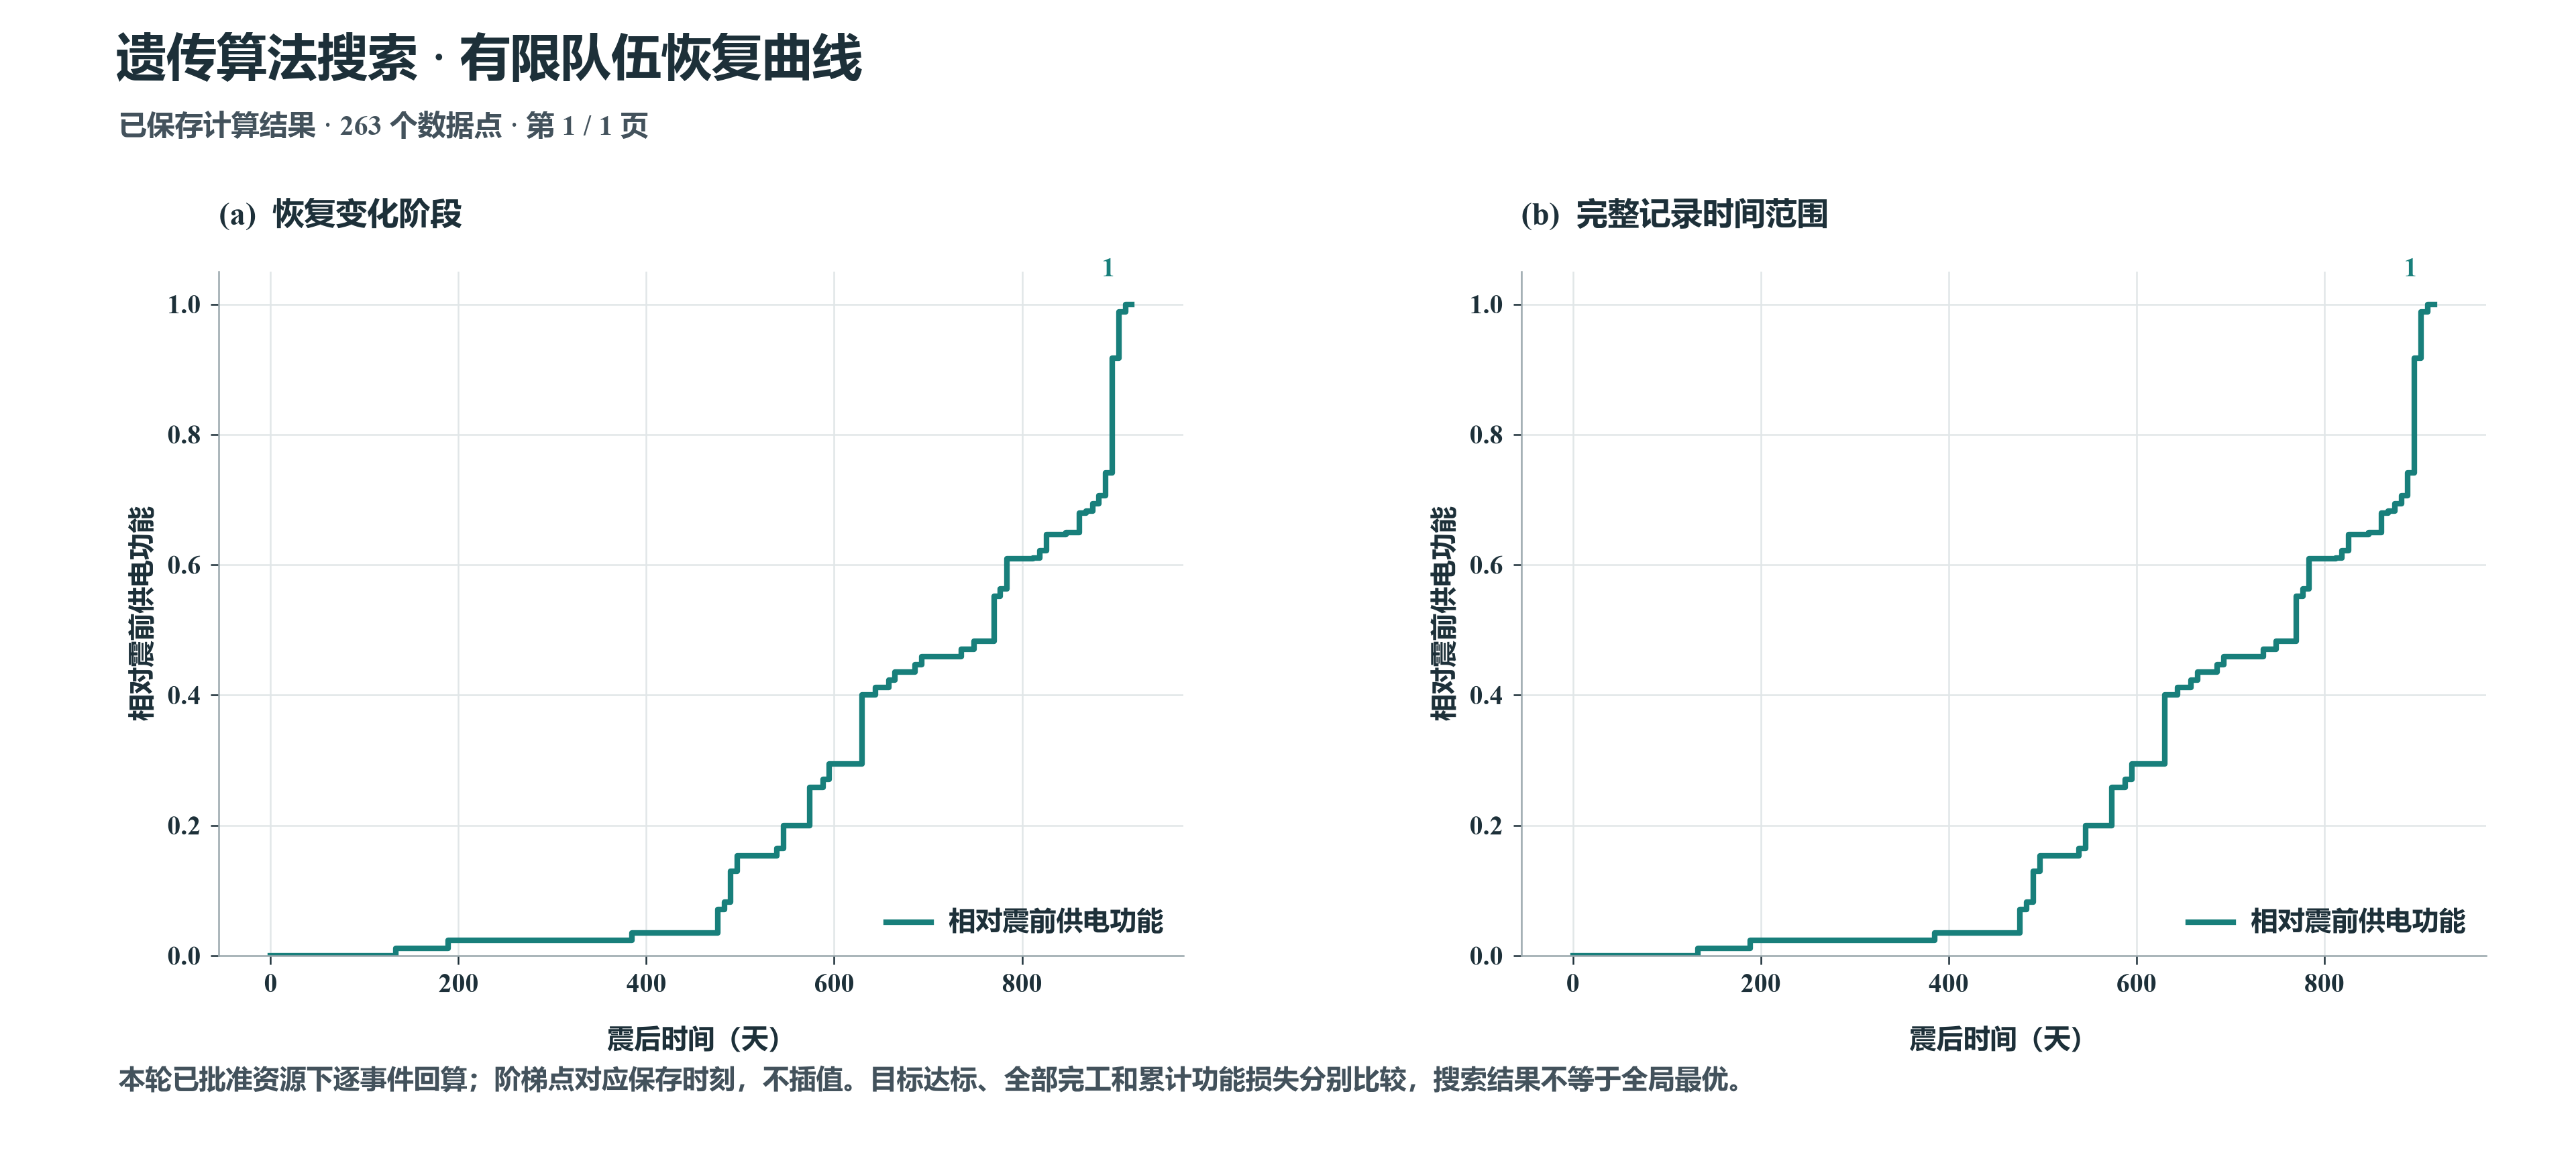 遗传算法搜索 · 有限队伍恢复曲线
已保存计算结果 · 263 个数据点 · 第 1 / 1 页
(a) 恢复变化阶段
1
1.0
0.8
0.6
0.4
0.2
0.0
相对震前供电功能
相对震前供电功能
0 200 400 600 800
震后时间（天）
(b) 完整记录时间范围
1
1.0
0.8
0.6
0.4
0.2
0.0
相对震前供电功能
相对震前供电功能
0 200 400 600 800
震后时间（天）
本轮已批准资源下逐事件回算；阶梯点对应保存时刻，不插值。目标达标、全部完工和累计功能损失分别比较，搜索结果不等于全局最优。